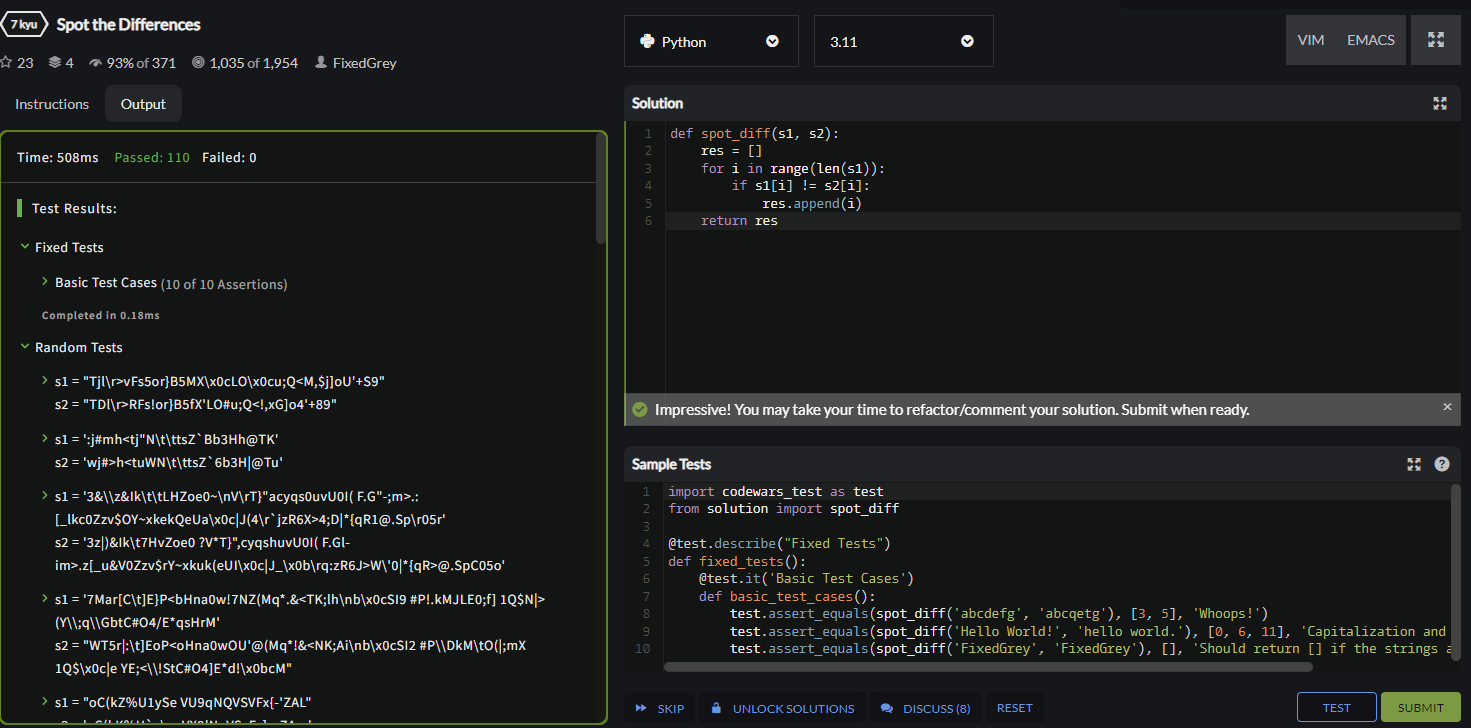 7 kyu Spot the Differences
23 4 93% of 371 1,035 of 1,954 FixedGrey
Instructions Output
Time: 508ms Passed: 110 Failed: 0
Test Results:
Fixed Tests
Basic Test Cases (10 of 10 Assertions)
Completed in 0.18ms
Random Tests
s1 = "Tjl\r>vFs5or}B5MX\x0cLO\x0cu;Q<M,$j]oU'+S9"
s2 = "TDl\r>RFs!or}B5fX'LO#u;Q<!,xG]o4'+89"
s1 = ':j#mh<tj"N\t\ttsZ`Bb3Hh@TK'
s2 = 'wj#>h<tuWN\t\ttsZ`6b3H|@Tu'
s1 = '3&\\z&Ik\t\tLHZoe0~\nV\rT}"acyqs0uvU0I( F.G"-;m>.:
[_lkc0Zzv$OY~xkekQeUa\x0c|J(4\r`jzR6X>4;D|*{qR1@.Sp\r05r'
s2 = '3z|)&Ik\t7HvZoe0 ?V*T}",cyqshuvU0I( F.Gl-
im>.z[_u&V0Zzv$rY~xkuk(eUI\x0c|J_\x0b\rq:zR6J>W\'0|*{qR>@.SpC05o'
s1 = '7Mar[C\t]E}P<bHna0w!7NZ(Mq*.&<TK;lh\nb\x0cSI9 #P!.kMJLE0;f] 1Q$N|>
(Y\\;q\\GbtC#O4/E*qsHrM'
s2 = "WT5r|:\t]EoP<oHna0wOU'@(Mq*!&<NK;Ai\nb\x0cSI2 #P\\DkM\tO(|;mX
1Q$\x0c|e YE;<\\!StC#O4]E*d!\x0bcM"
s1 = "oC(kZ%U1ySe VU9qNQVSVFx{-'ZAL"
Python 3.11 VIM EMACS
Solution
1 def spot_diff(s1, s2):
2 res = []
3 for i in range(len(s1)):
4 if s1[i] != s2[i]:
5 res.append(i)
6 return res
Impressive! You may take your time to refactor/comment your solution. Submit when ready. ×
Sample Tests ?
1 import codewars_test as test
2 from solution import spot_diff
3
4 @test.describe("Fixed Tests")
5 def fixed_tests():
6 @test.it('Basic Test Cases')
7 def basic_test_cases():
8 test.assert_equals(spot_diff('abcdefg', 'abcqetg'), [3, 5], 'Whoops!')
9 test.assert_equals(spot_diff('Hello World!', 'hello world.'), [0, 6, 11], 'Capitalization and
10 test.assert_equals(spot_diff('FixedGrey', 'FixedGrey'), [], 'Should return [] if the strings a
SKIP UNLOCK SOLUTIONS DISCUSS (8) RESET TEST SUBMIT